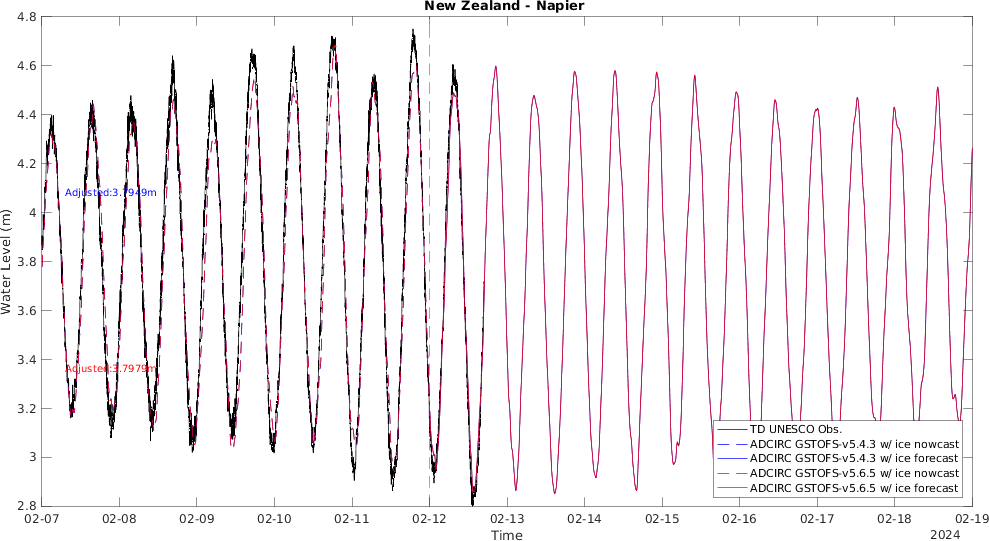 New Zealand - Napier
4.8
4.6
4.4
4.2
4
3.8
3.6
3.4
3.2
3
2.8
Water Level (m)
Adjusted:3.7949m
Adjusted:3.7979m
TD UNESCO Obs.
ADCIRC GSTOFS-v5.4.3 w/ ice nowcast
ADCIRC GSTOFS-v5.4.3 w/ ice forecast
ADCIRC GSTOFS-v5.6.5 w/ ice nowcast
ADCIRC GSTOFS-v5.6.5 w/ ice forecast
02-07 02-08 02-09 02-10 02-11 02-12 02-13 02-14 02-15 02-16 02-17 02-18 02-19
Time
2024